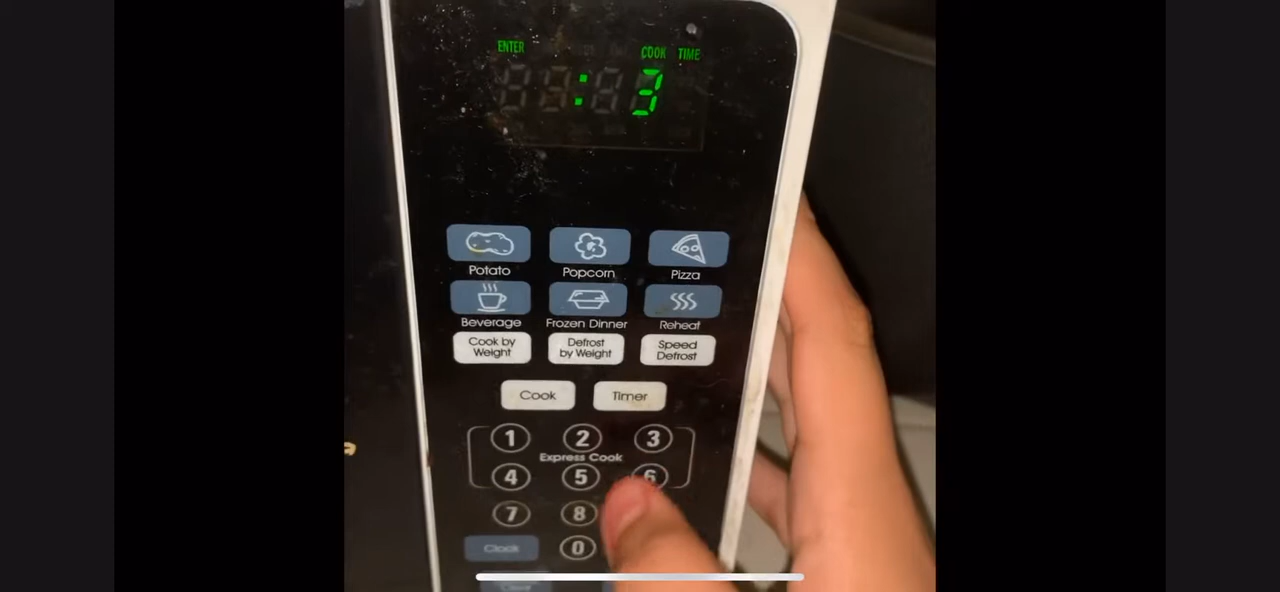 ENTER COOK TIME
: 3
Potato Popcorn Pizza
Beverage Frozen Dinner Reheat
Cook by Weight Defrost by Weight Speed Defrost
Cook Timer
1 2 3
Express Cook
4 5 6
7 8
Clock 0